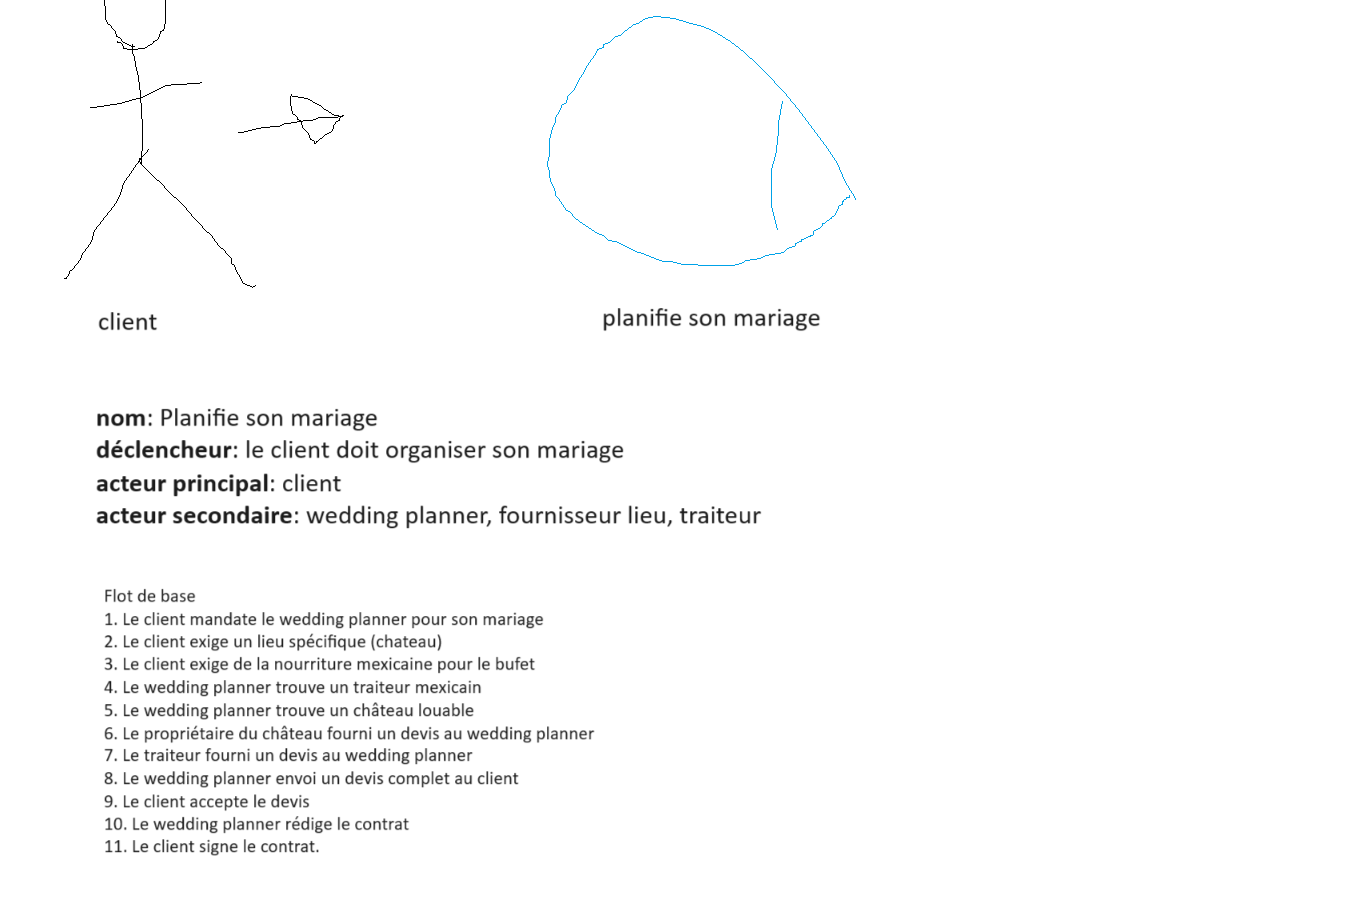 client
planifie son mariage
nom: Planifie son mariage
déclencheur: le client doit organiser son mariage
acteur principal: client
acteur secondaire: wedding planner, fournisseur lieu, traiteur
Flot de base
1. Le client mandate le wedding planner pour son mariage
2. Le client exige un lieu spécifique (chateau)
3. Le client exige de la nourriture mexicaine pour le bufet
4. Le wedding planner trouve un traiteur mexicain
5. Le wedding planner trouve un château louable
6. Le propriétaire du château fourni un devis au wedding planner
7. Le traiteur fourni un devis au wedding planner
8. Le wedding planner envoi un devis complet au client
9. Le client accepte le devis
10. Le wedding planner rédige le contrat
11. Le client signe le contrat.